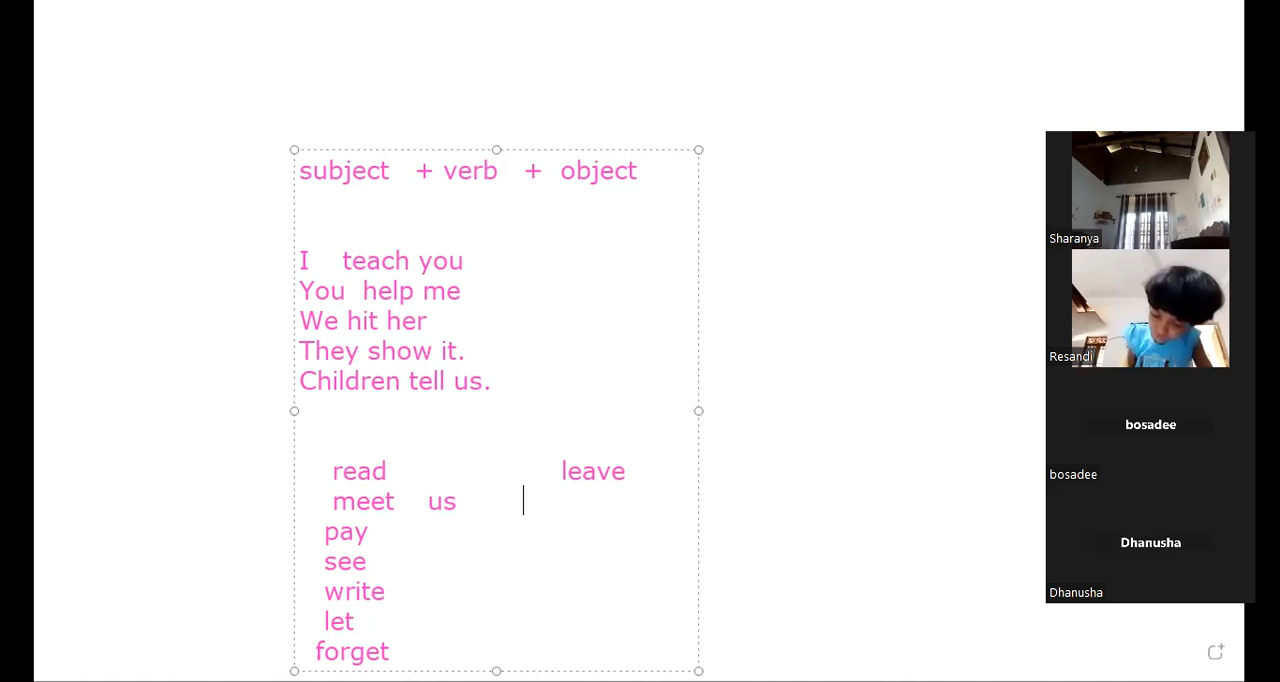 subject + verb + object
I teach you
You help me
We hit her
They show it.
Children tell us.
read leave
meet us
pay
see
write
let
forget
Sharanya
Resandi
bosadee
bosadee
Dhanusha
Dhanusha